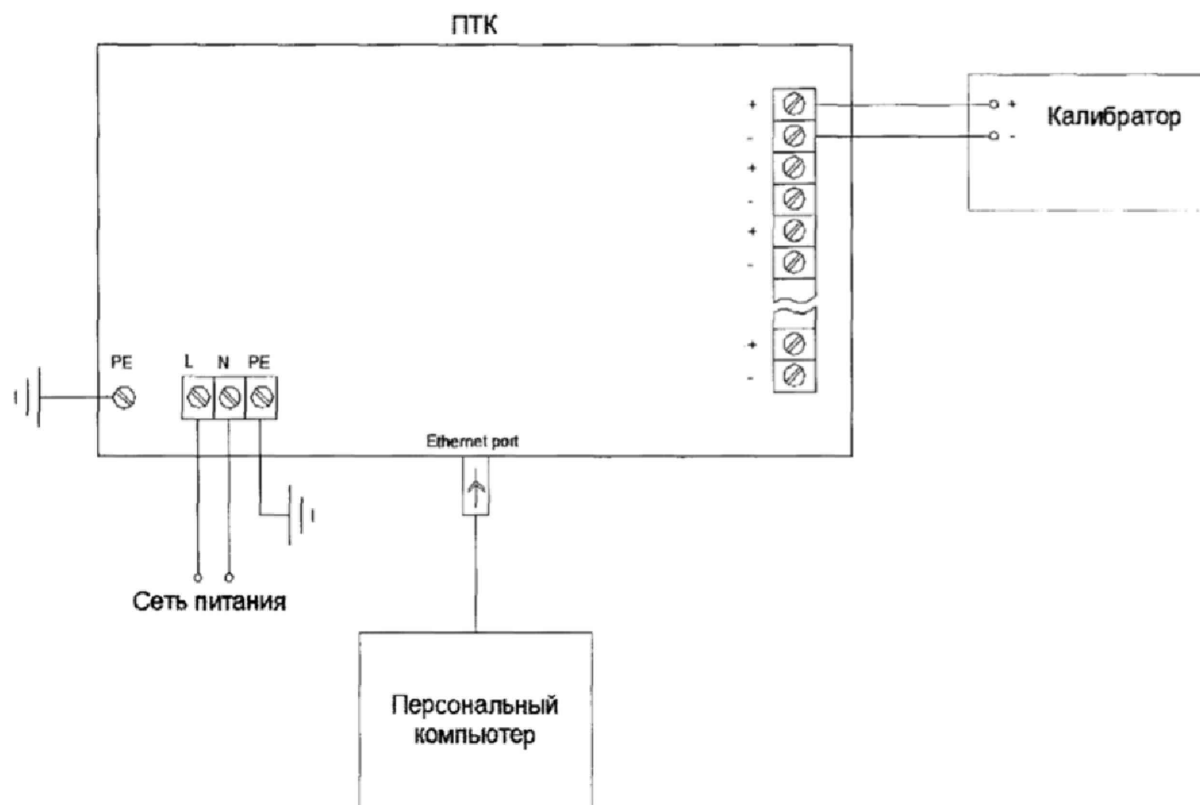 ПТК
+
-
+
-
+
-
+
-
+
-
Калибратор
PE
L N PE
Ethernet port
Сеть питания
Персональный
компьютер